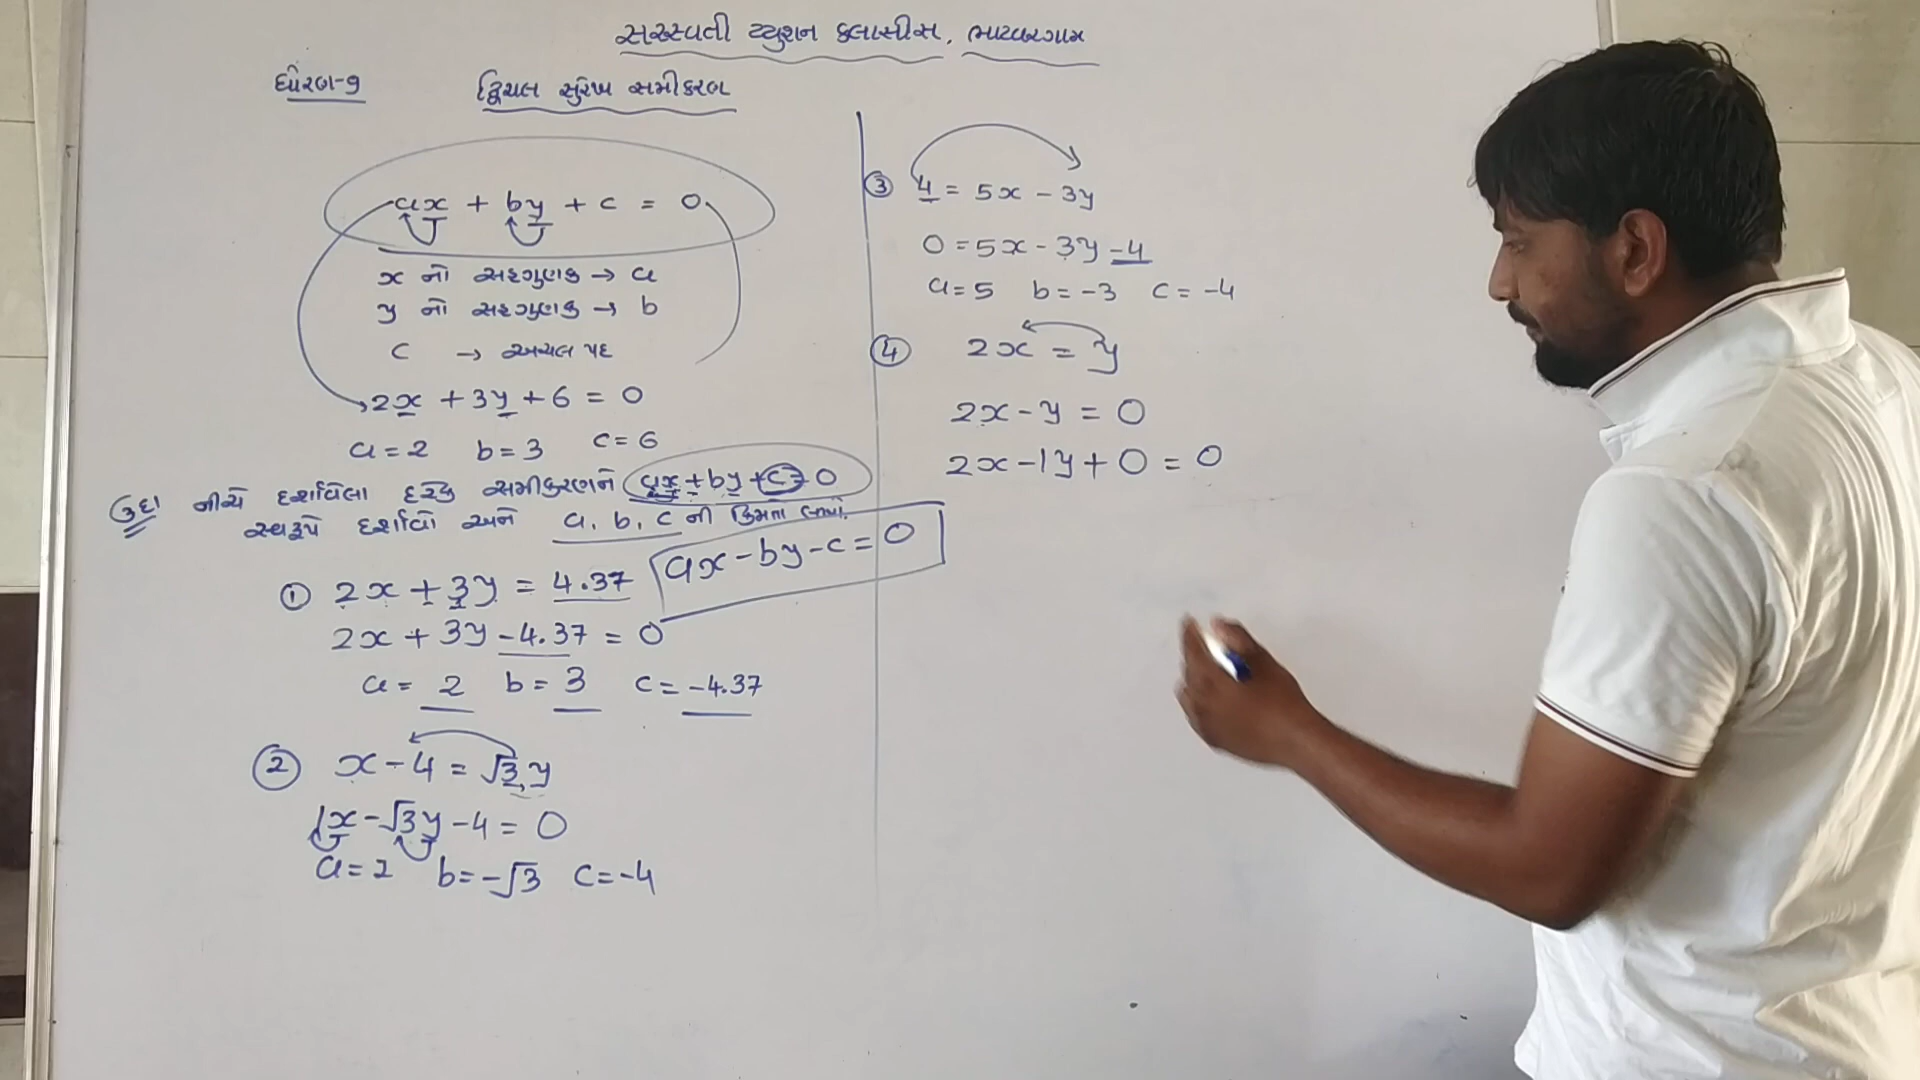 સરસ્વતી ટ્યુશન કલાસીસ, ભાટવરગામ
ધોરણ-9
દ્વિચલ સુરેખ સમીકરણ
ax + by + c = 0
x નો સહગુણક → a
y નો સહગુણક → b
c → અચલ પદ
2x + 3y + 6 = 0
a = 2 b = 3 c = 6
ઉદા નીચે દર્શાવેલા દરેક સમીકરણને ax + by + c = 0
સ્વરૂપે દર્શાવો અને a, b, c ની કિંમતો લખો.
ax - by - c = 0
① 2x + 3y = 4.37
2x + 3y - 4.37 = 0
a = 2 b = 3 c = -4.37
② x - 4 = √3 y
1x - √3y - 4 = 0
a = 1 b = -√3 c = -4
③ 4 = 5x - 3y
0 = 5x - 3y - 4
a = 5 b = -3 c = -4
④ 2x = y
2x - y = 0
2x - 1y + 0 = 0